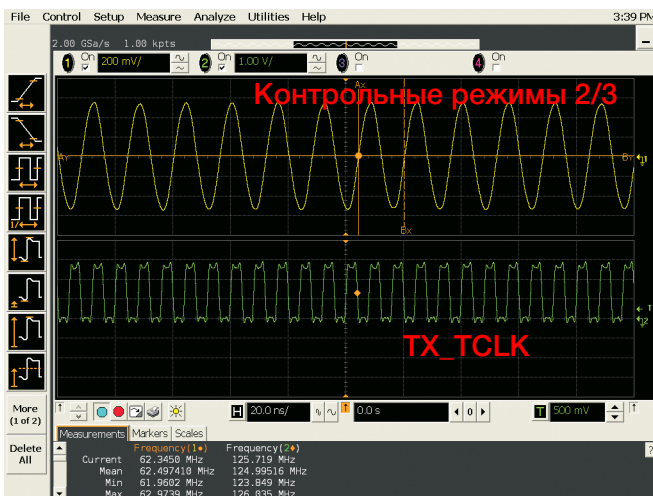 File Control Setup Measure Analyze Utilities Help 3:39 PM
2.00 GSa/s 1.00 kpts
1 On 200 mV/ 2 On 1.00 V/ 3 On 4 On
Контрольные режимы 2/3
Ax
Ay By 1
Bx
T
2
TX_TCLK
More
(1 of 2)
H 20.0 ns/ 0.0 s 0 T 500 mV
Delete
All
Measurements Markers Scales
Frequency(1) Frequency(2)
Current 62.3450 MHz 125.719 MHz
Mean 62.497410 MHz 124.99516 MHz
Min 61.9602 MHz 123.849 MHz
Max 62.9739 MHz 126.035 MHz